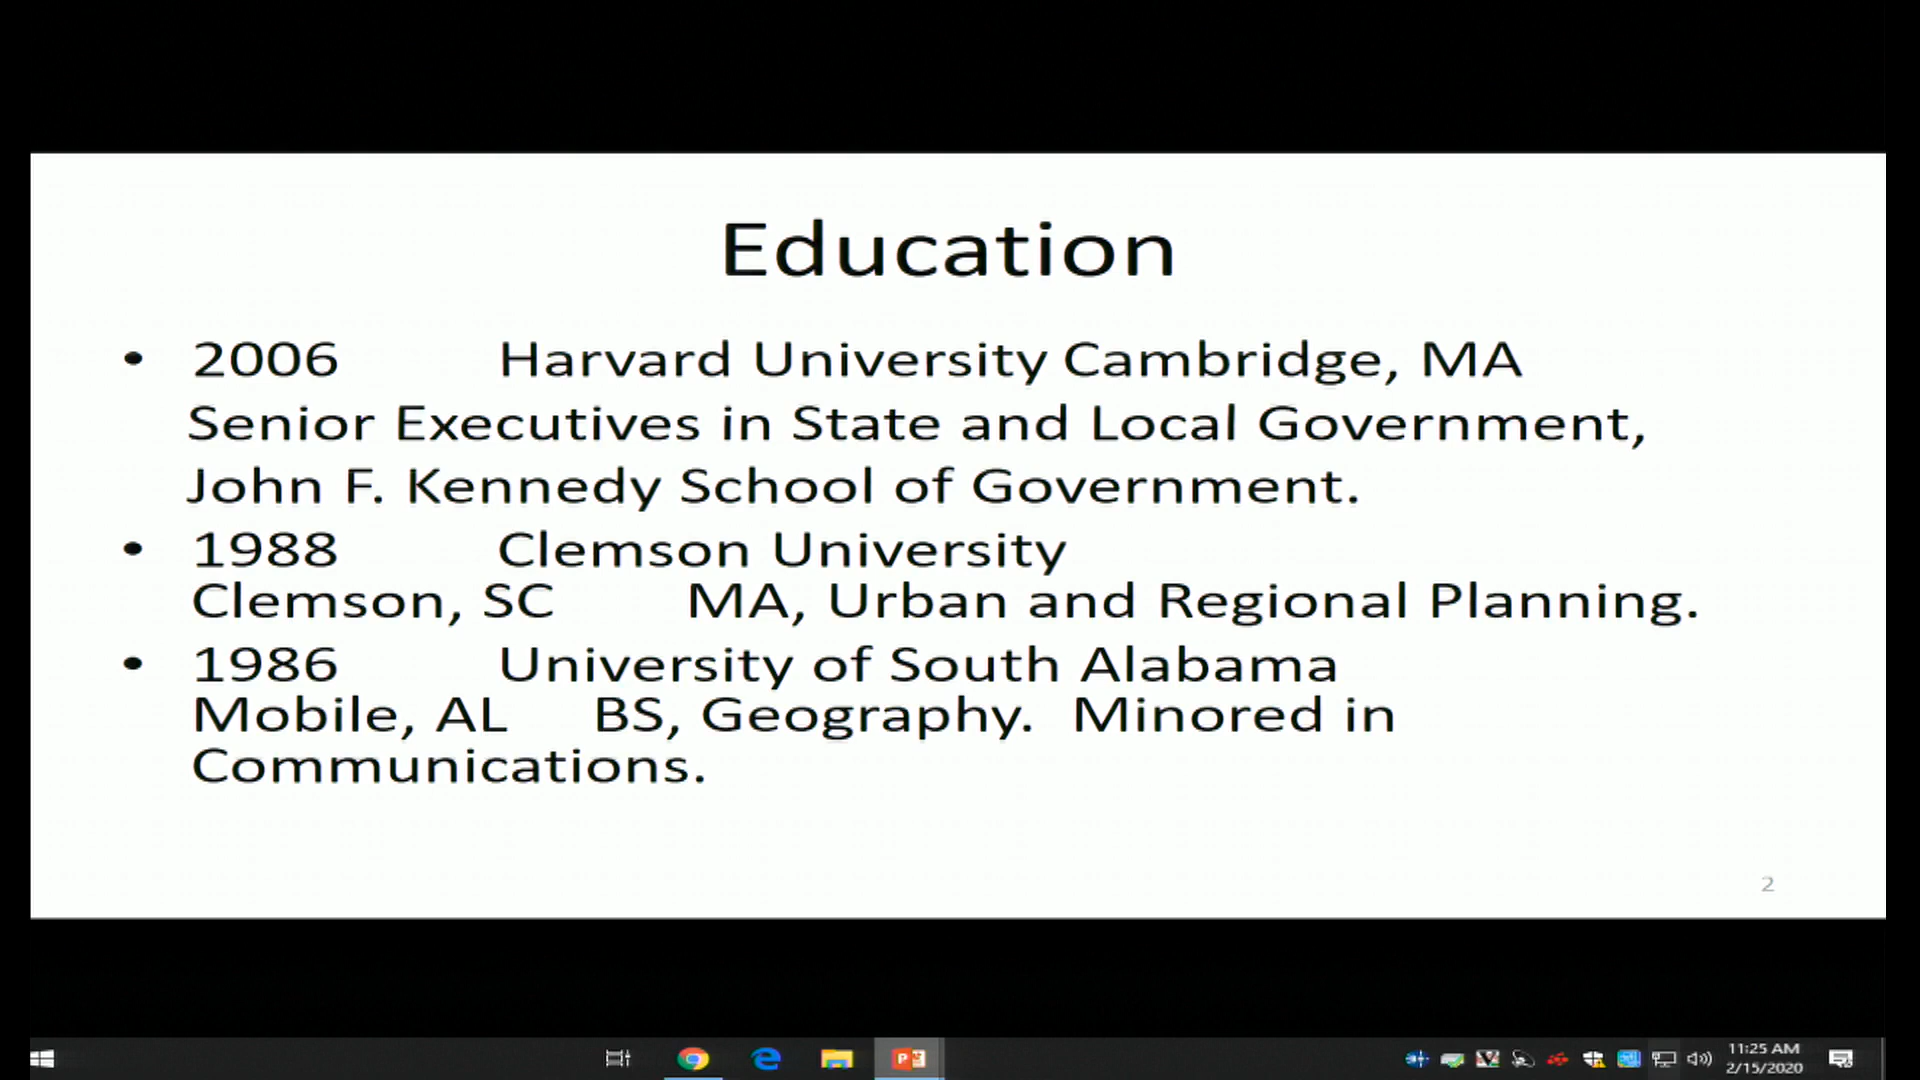 Education
• 2006 Harvard University Cambridge, MA
Senior Executives in State and Local Government,
John F. Kennedy School of Government.
• 1988 Clemson University
Clemson, SC MA, Urban and Regional Planning.
• 1986 University of South Alabama
Mobile, AL BS, Geography. Minored in
Communications.
2
11:25 AM
2/15/2020